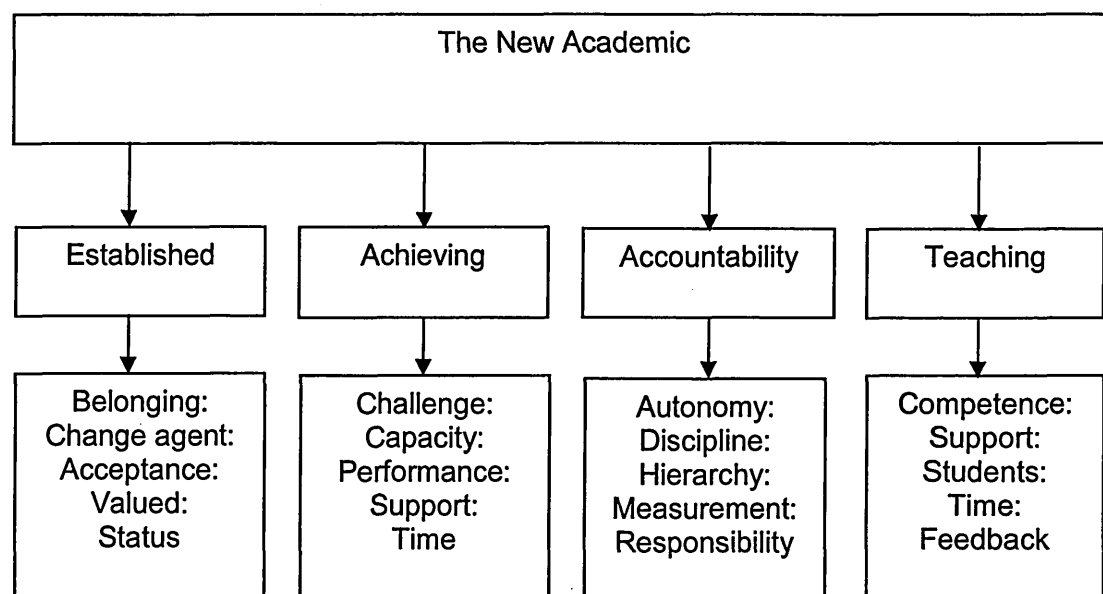 The New Academic
Established
Achieving
Accountability
Teaching
Belonging:
Change agent:
Acceptance:
Valued:
Status
Challenge:
Capacity:
Performance:
Support:
Time
Autonomy:
Discipline:
Hierarchy:
Measurement:
Responsibility
Competence:
Support:
Students:
Time:
Feedback